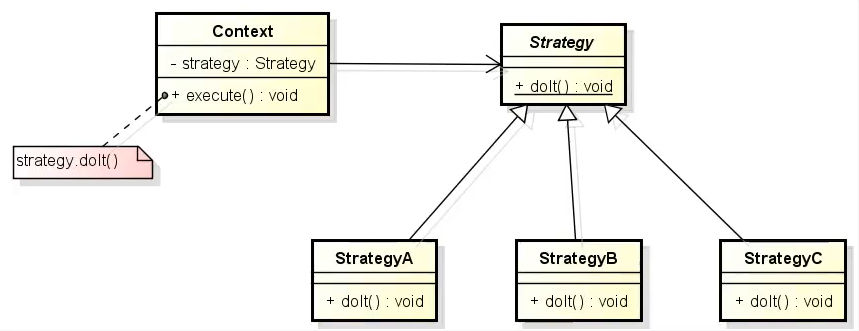 Context
- strategy : Strategy
+ execute() : void
Strategy
+ doIt() : void
strategy.doIt()
StrategyA
+ doIt() : void
StrategyB
+ doIt() : void
StrategyC
+ doIt() : void